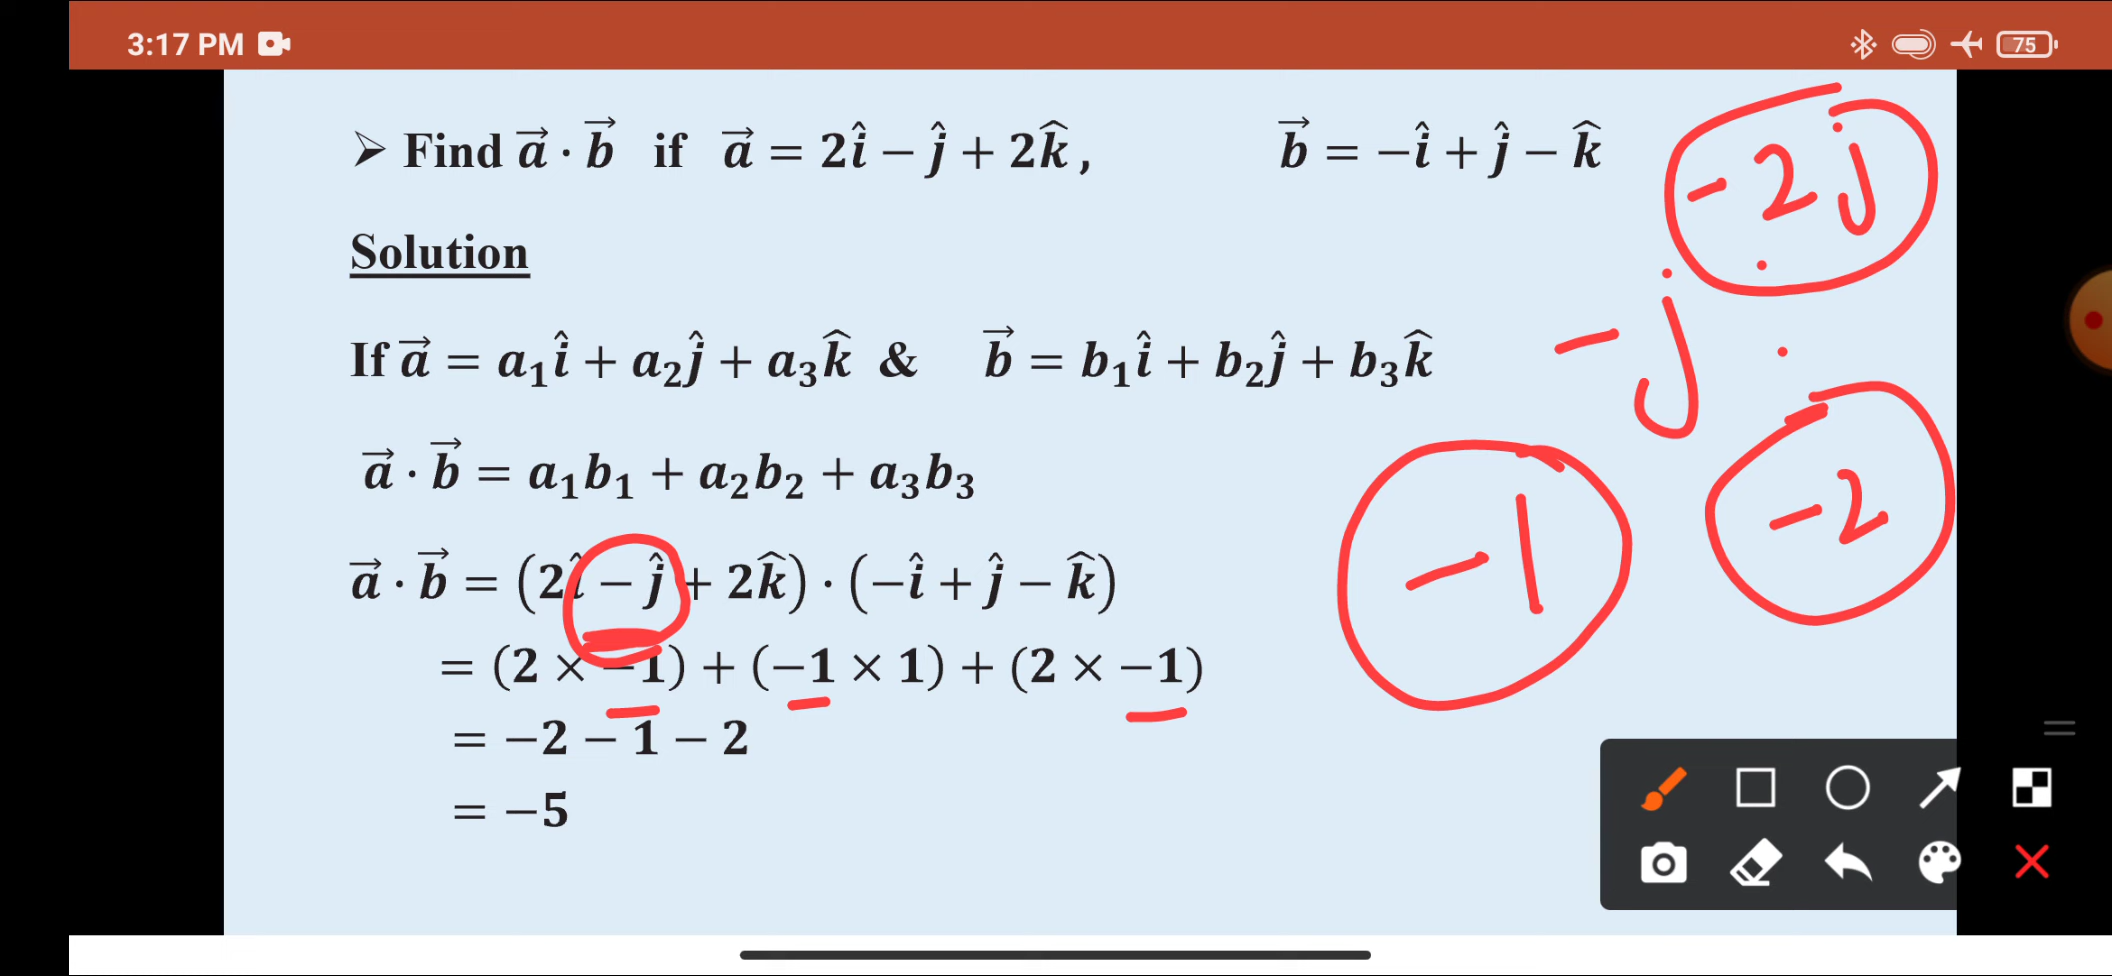 3:17 PM 75
➢ Find a⃗ · b⃗ if a⃗ = 2î − ĵ + 2k̂, b⃗ = −î + ĵ − k̂
-2j
Solution
-j
If a⃗ = a₁î + a₂ĵ + a₃k̂ & b⃗ = b₁î + b₂ĵ + b₃k̂
a⃗ · b⃗ = a₁b₁ + a₂b₂ + a₃b₃
-1 -2
a⃗ · b⃗ = (2î − ĵ + 2k̂) · (−î + ĵ − k̂)
= (2 × −1) + (−1 × 1) + (2 × −1)
= −2 − 1 − 2
= −5